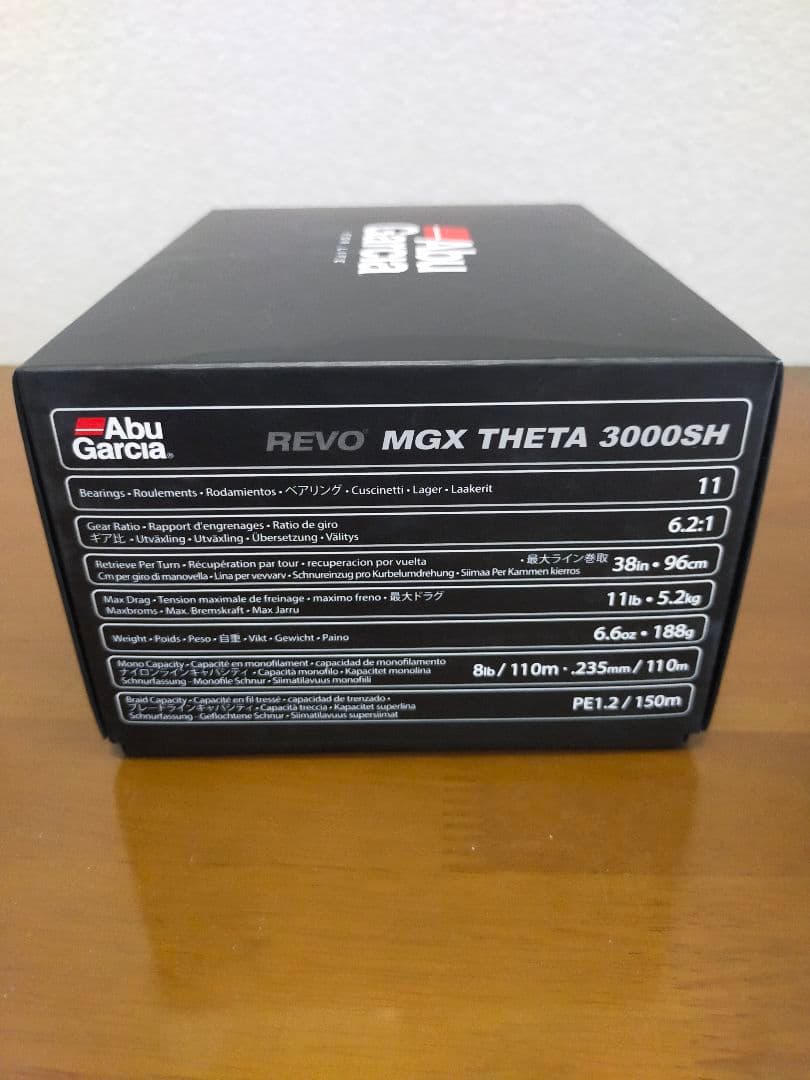 Abu
Garcia
FOR LIFE
Abu
Garcia®
REVO® MGX THETA 3000SH
Bearings • Roulements • Rodamientos • ベアリング • Cuscinetti • Lager • Laakerit
11
Gear Ratio • Rapport d'engrenages • Ratio de giro
ギア比 • Utväxling • Utväxling • Übersetzung • Välitys
6.2:1
Retrieve Per Turn • Récupération par tour • recuperacion por vuelta • 最大ライン巻取
Cm per giro di manovella • Lina per vevvarv • Schnureinzug pro Kurbelumdrehung • Siimaa Per Kammen kierros
38in • 96cm
Max Drag • Tension maximale de freinage • maximo freno • 最大ドラグ
Maxbroms • Max. Bremskraft • Max Jarru
11lb • 5.2kg
Weight • Poids • Peso • 自重 • Vikt • Gewicht • Paino
6.6oz • 188g
Mono Capacity • Capacité en monofilament • capacidad de monofilamento
ナイロンラインキャパシティ • Capacità monofilo • Kapacitet monolina
Schnurfassung - Monofile Schnur • Siimatilavuus monofiili
8lb / 110m • .235mm / 110m
Braid Capacity • Capacité en fil tressé • capacidad de trenzado •
ブレードラインキャパシティ • Capacità treccia • Kapacitet superlina
Schnurfassung - Geflochtene Schnur • Siimatilavuus supersiimat
PE1.2 / 150m